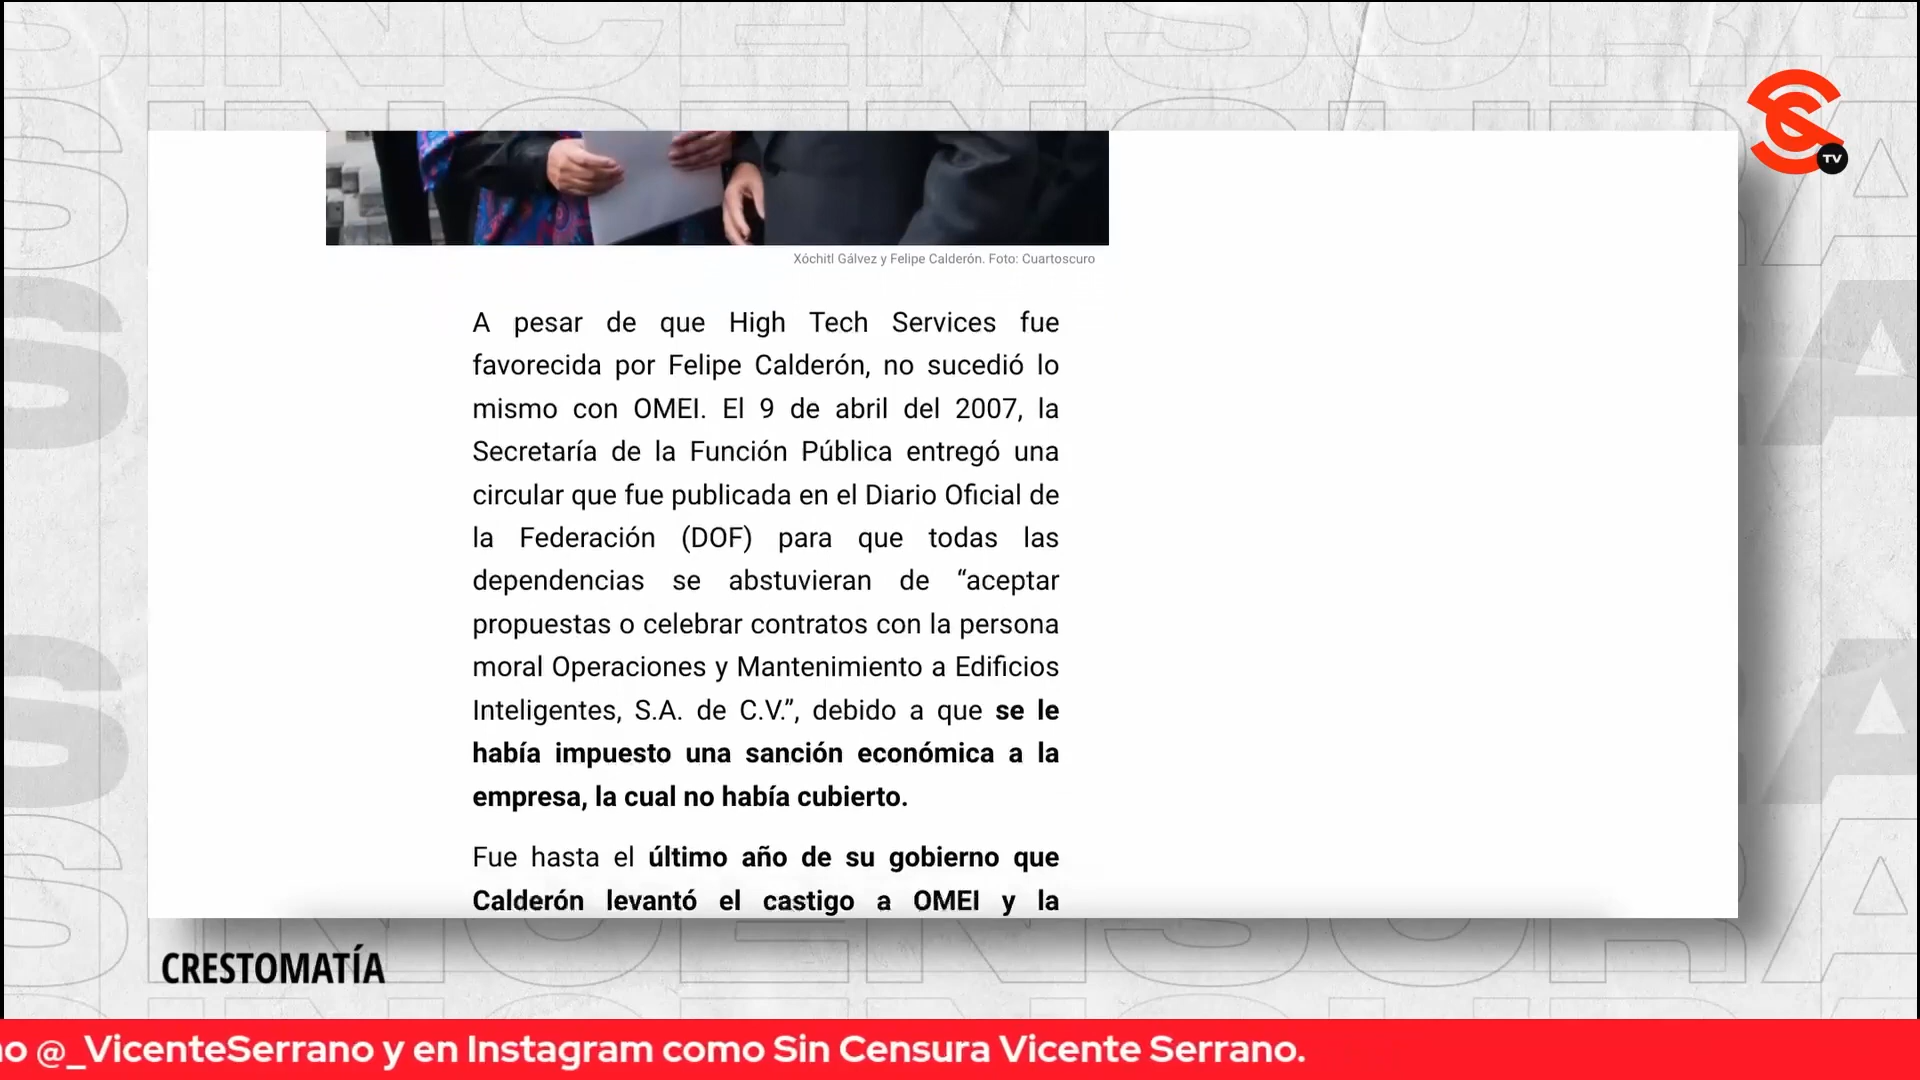 TV
Xóchitl Gálvez y Felipe Calderón. Foto: Cuartoscuro
A pesar de que High Tech Services fue
favorecida por Felipe Calderón, no sucedió lo
mismo con OMEI. El 9 de abril del 2007, la
Secretaría de la Función Pública entregó una
circular que fue publicada en el Diario Oficial de
la Federación (DOF) para que todas las
dependencias se abstuvieran de “aceptar
propuestas o celebrar contratos con la persona
moral Operaciones y Mantenimiento a Edificios
Inteligentes, S.A. de C.V.”, debido a que se le
había impuesto una sanción económica a la
empresa, la cual no había cubierto.
Fue hasta el último año de su gobierno que
Calderón levantó el castigo a OMEI y la
CRESTOMATÍA
@_VicenteSerrano y en Instagram como Sin Censura Vicente Serrano.